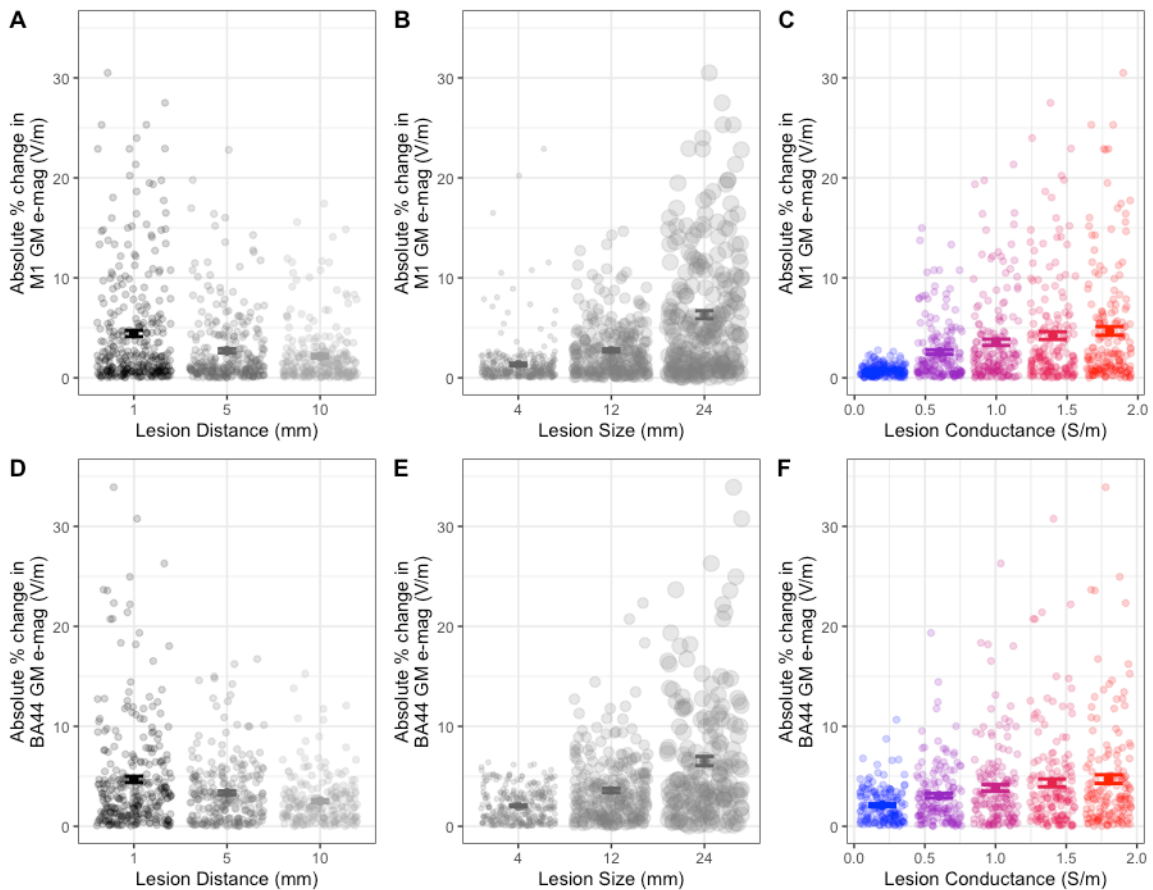 A
B
C
Absolute % change in
M1 GM e-mag (V/m)
30
20
10
0
1
5
10
Lesion Distance (mm)
Absolute % change in
M1 GM e-mag (V/m)
30
20
10
0
4
12
24
Lesion Size (mm)
Absolute % change in
M1 GM e-mag (V/m)
30
20
10
0
0.0
0.5
1.0
1.5
2.0
Lesion Conductance (S/m)
D
E
F
Absolute % change in
BA44 GM e-mag (V/m)
30
20
10
0
1
5
10
Lesion Distance (mm)
Absolute % change in
BA44 GM e-mag (V/m)
30
20
10
0
4
12
24
Lesion Size (mm)
Absolute % change in
BA44 GM e-mag (V/m)
30
20
10
0
0.0
0.5
1.0
1.5
2.0
Lesion Conductance (S/m)